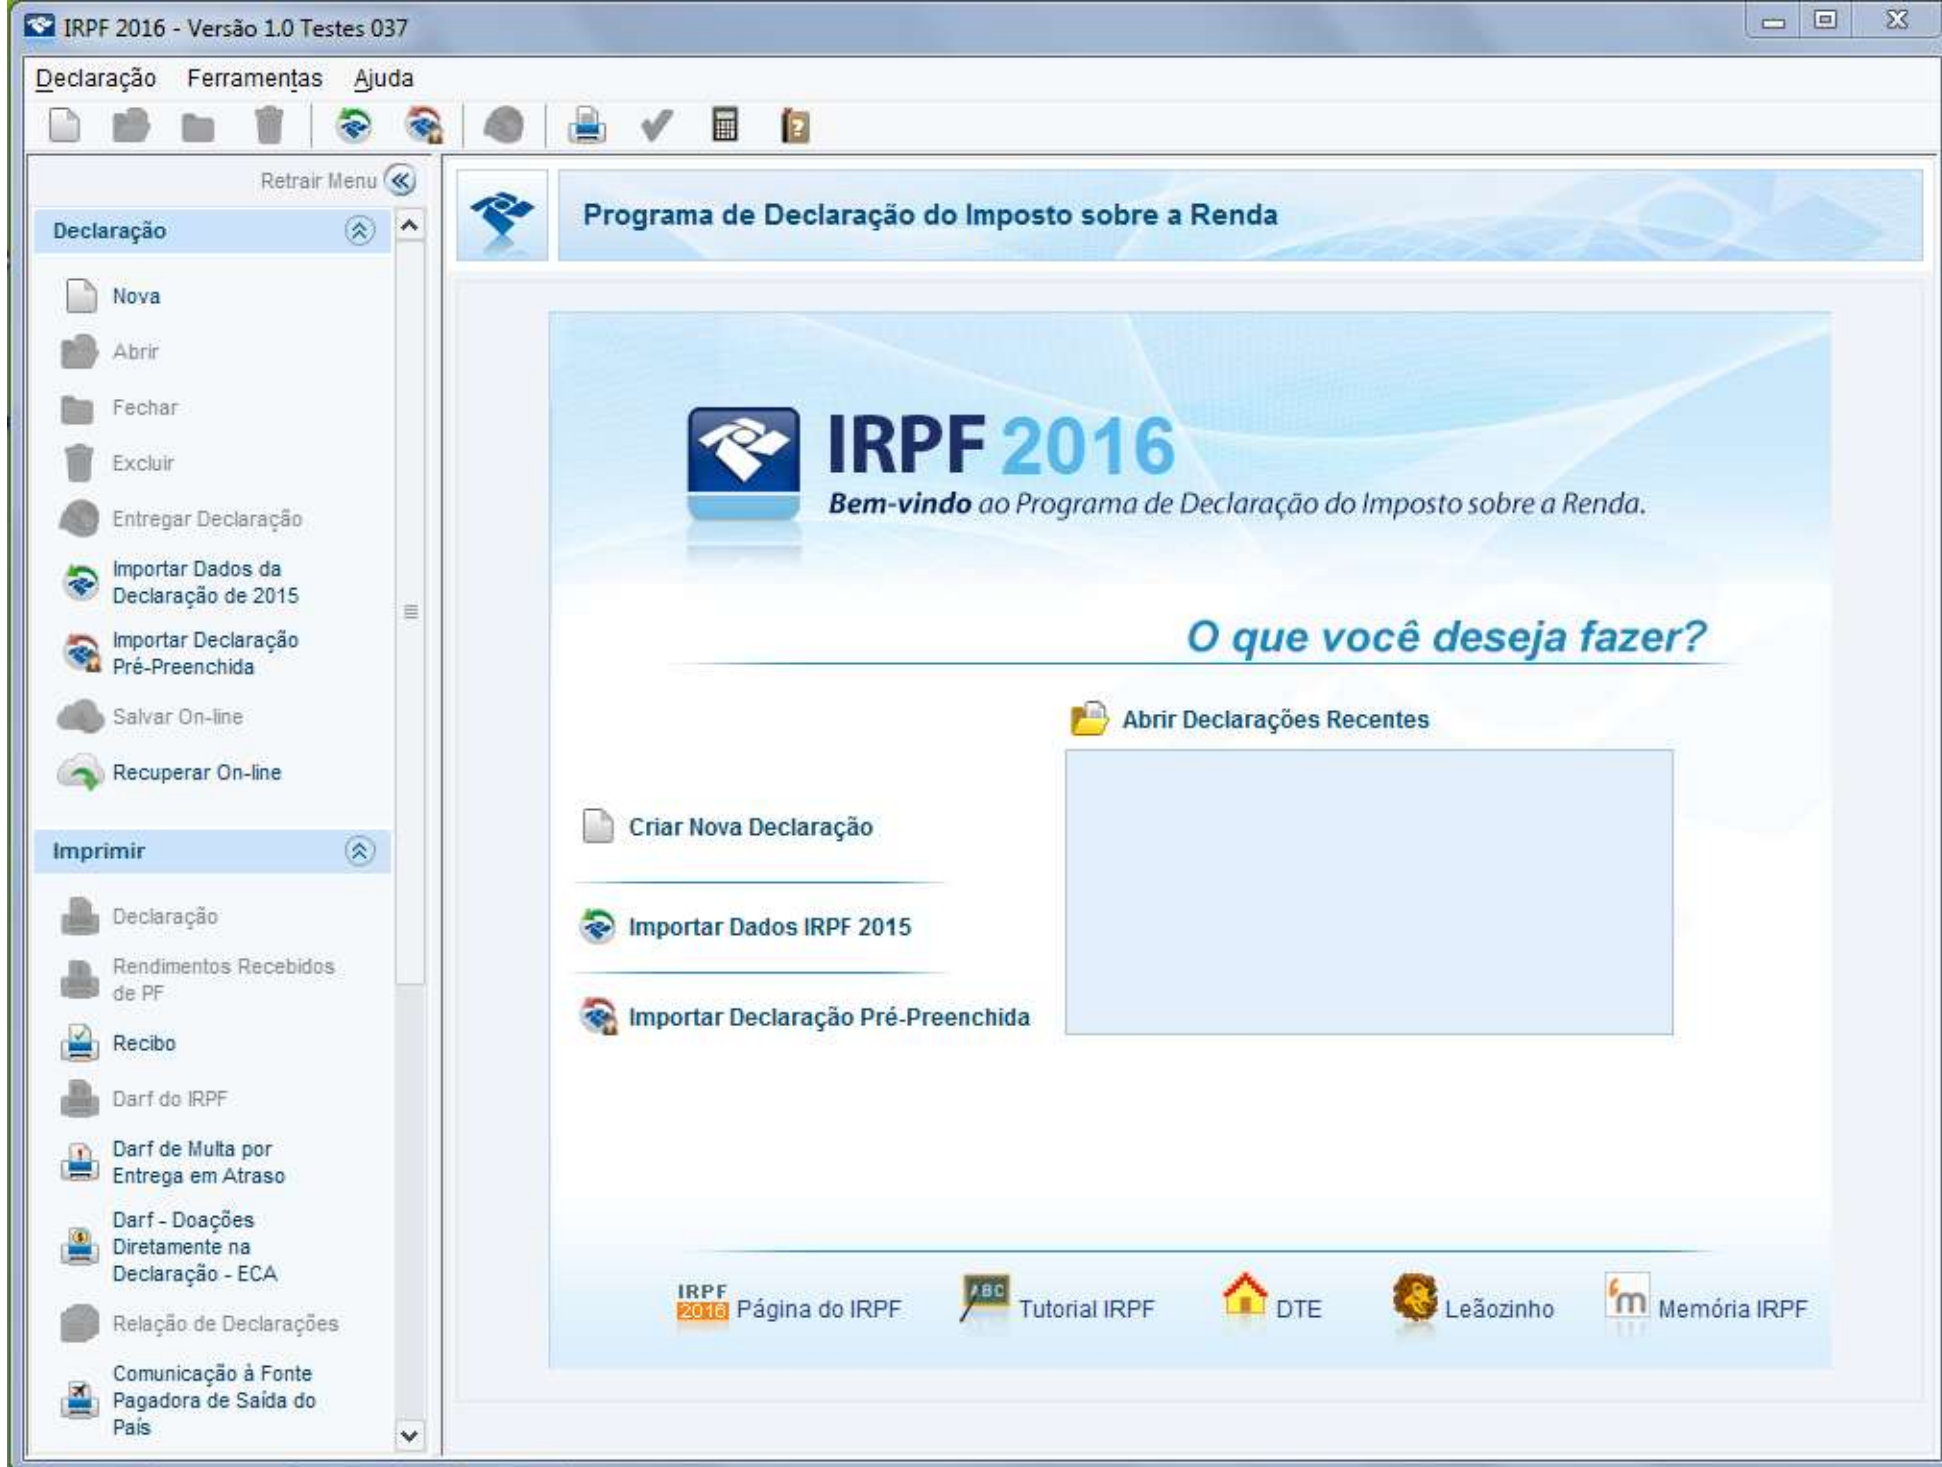 IRPF 2016 - Versão 1.0 Testes 037
Declaração Ferramentas Ajuda
Retrair Menu
Declaração
Nova
Abrir
Fechar
Excluir
Entregar Declaração
Importar Dados da
Declaração de 2015
Importar Declaração
Pré-Preenchida
Salvar On-line
Recuperar On-line
Imprimir
Declaração
Rendimentos Recebidos
de PF
Recibo
Darf do IRPF
Darf de Multa por
Entrega em Atraso
Darf - Doações
Diretamente na
Declaração - ECA
Relação de Declarações
Comunicação à Fonte
Pagadora de Saída do
País
Programa de Declaração do Imposto sobre a Renda
IRPF 2016
Bem-vindo ao Programa de Declaração do Imposto sobre a Renda.
O que você deseja fazer?
Abrir Declarações Recentes
Criar Nova Declaração
Importar Dados IRPF 2015
Importar Declaração Pré-Preenchida
IRPF
2016 Página do IRPF
ABC Tutorial IRPF
DTE
Leãozinho
m Memória IRPF